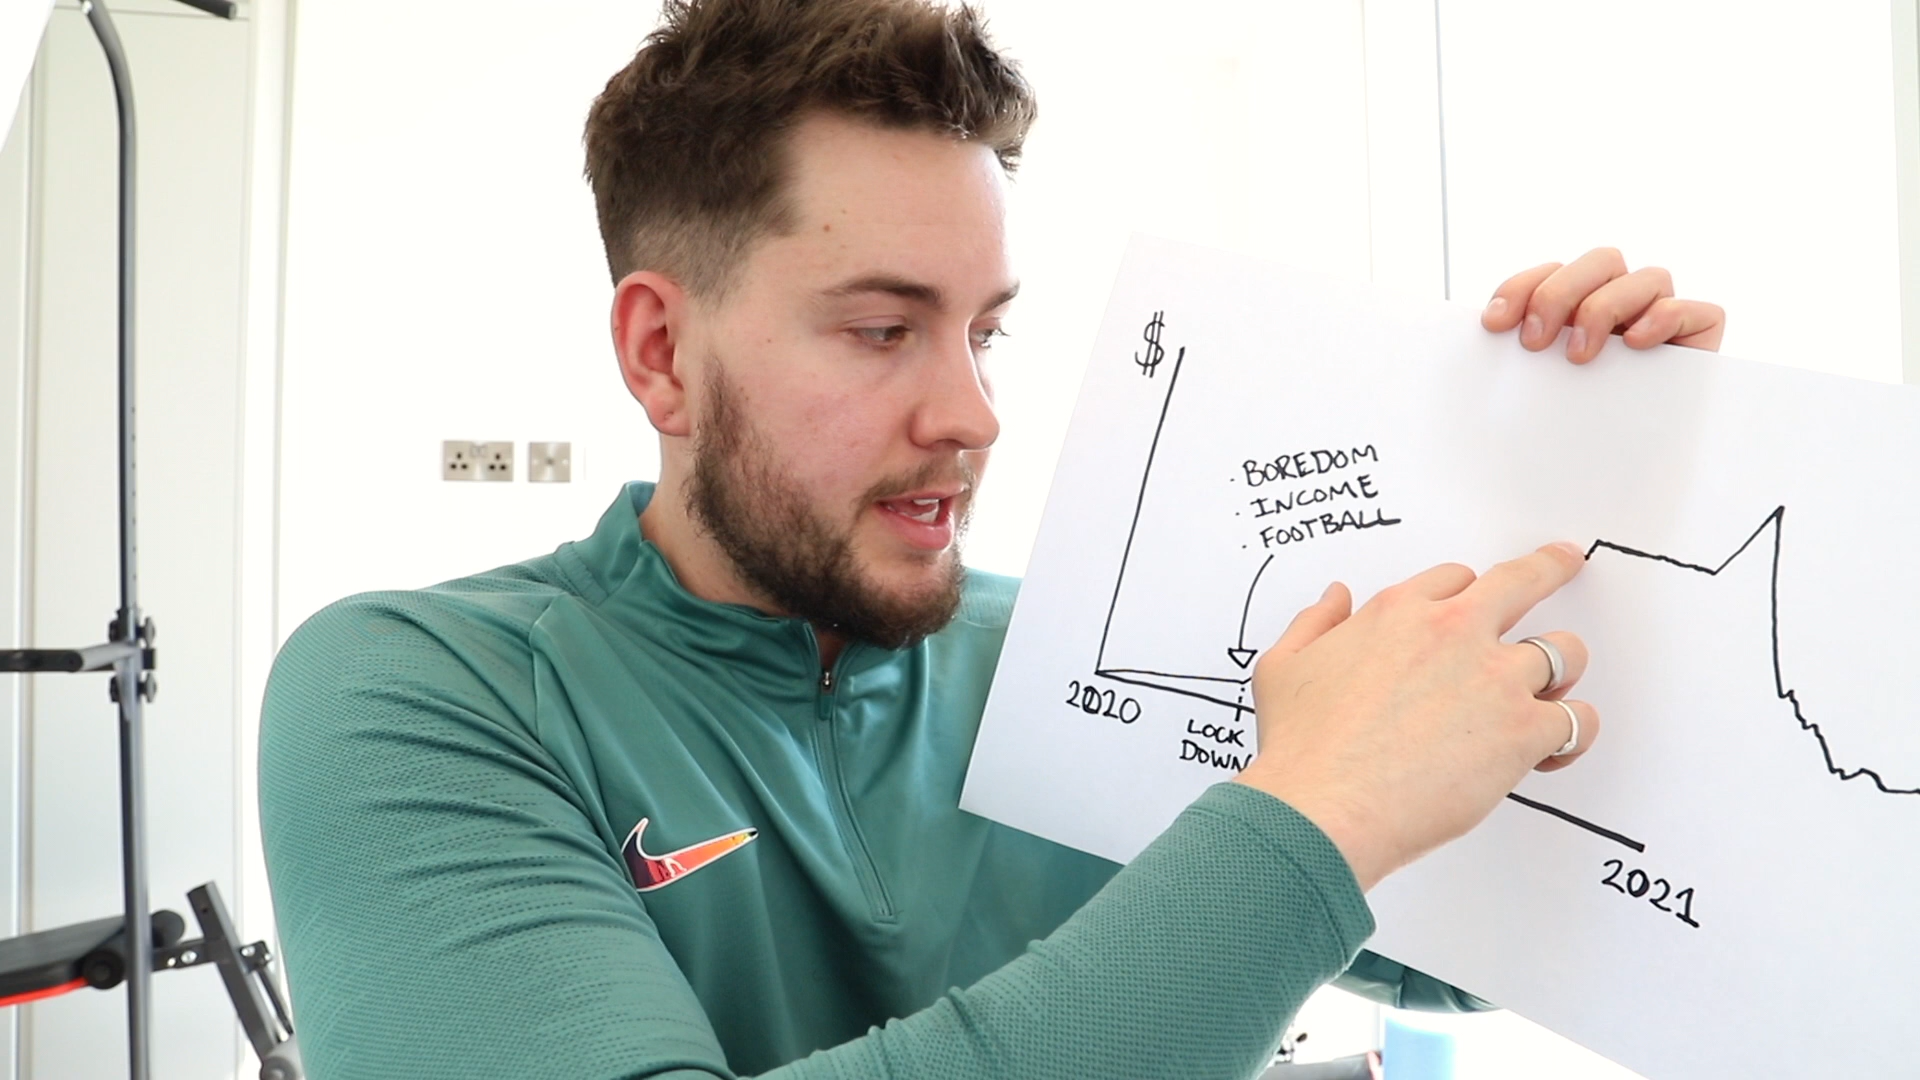 $
· BOREDOM
· INCOME
· FOOTBALL
2020
LOCK
DOWN
2021